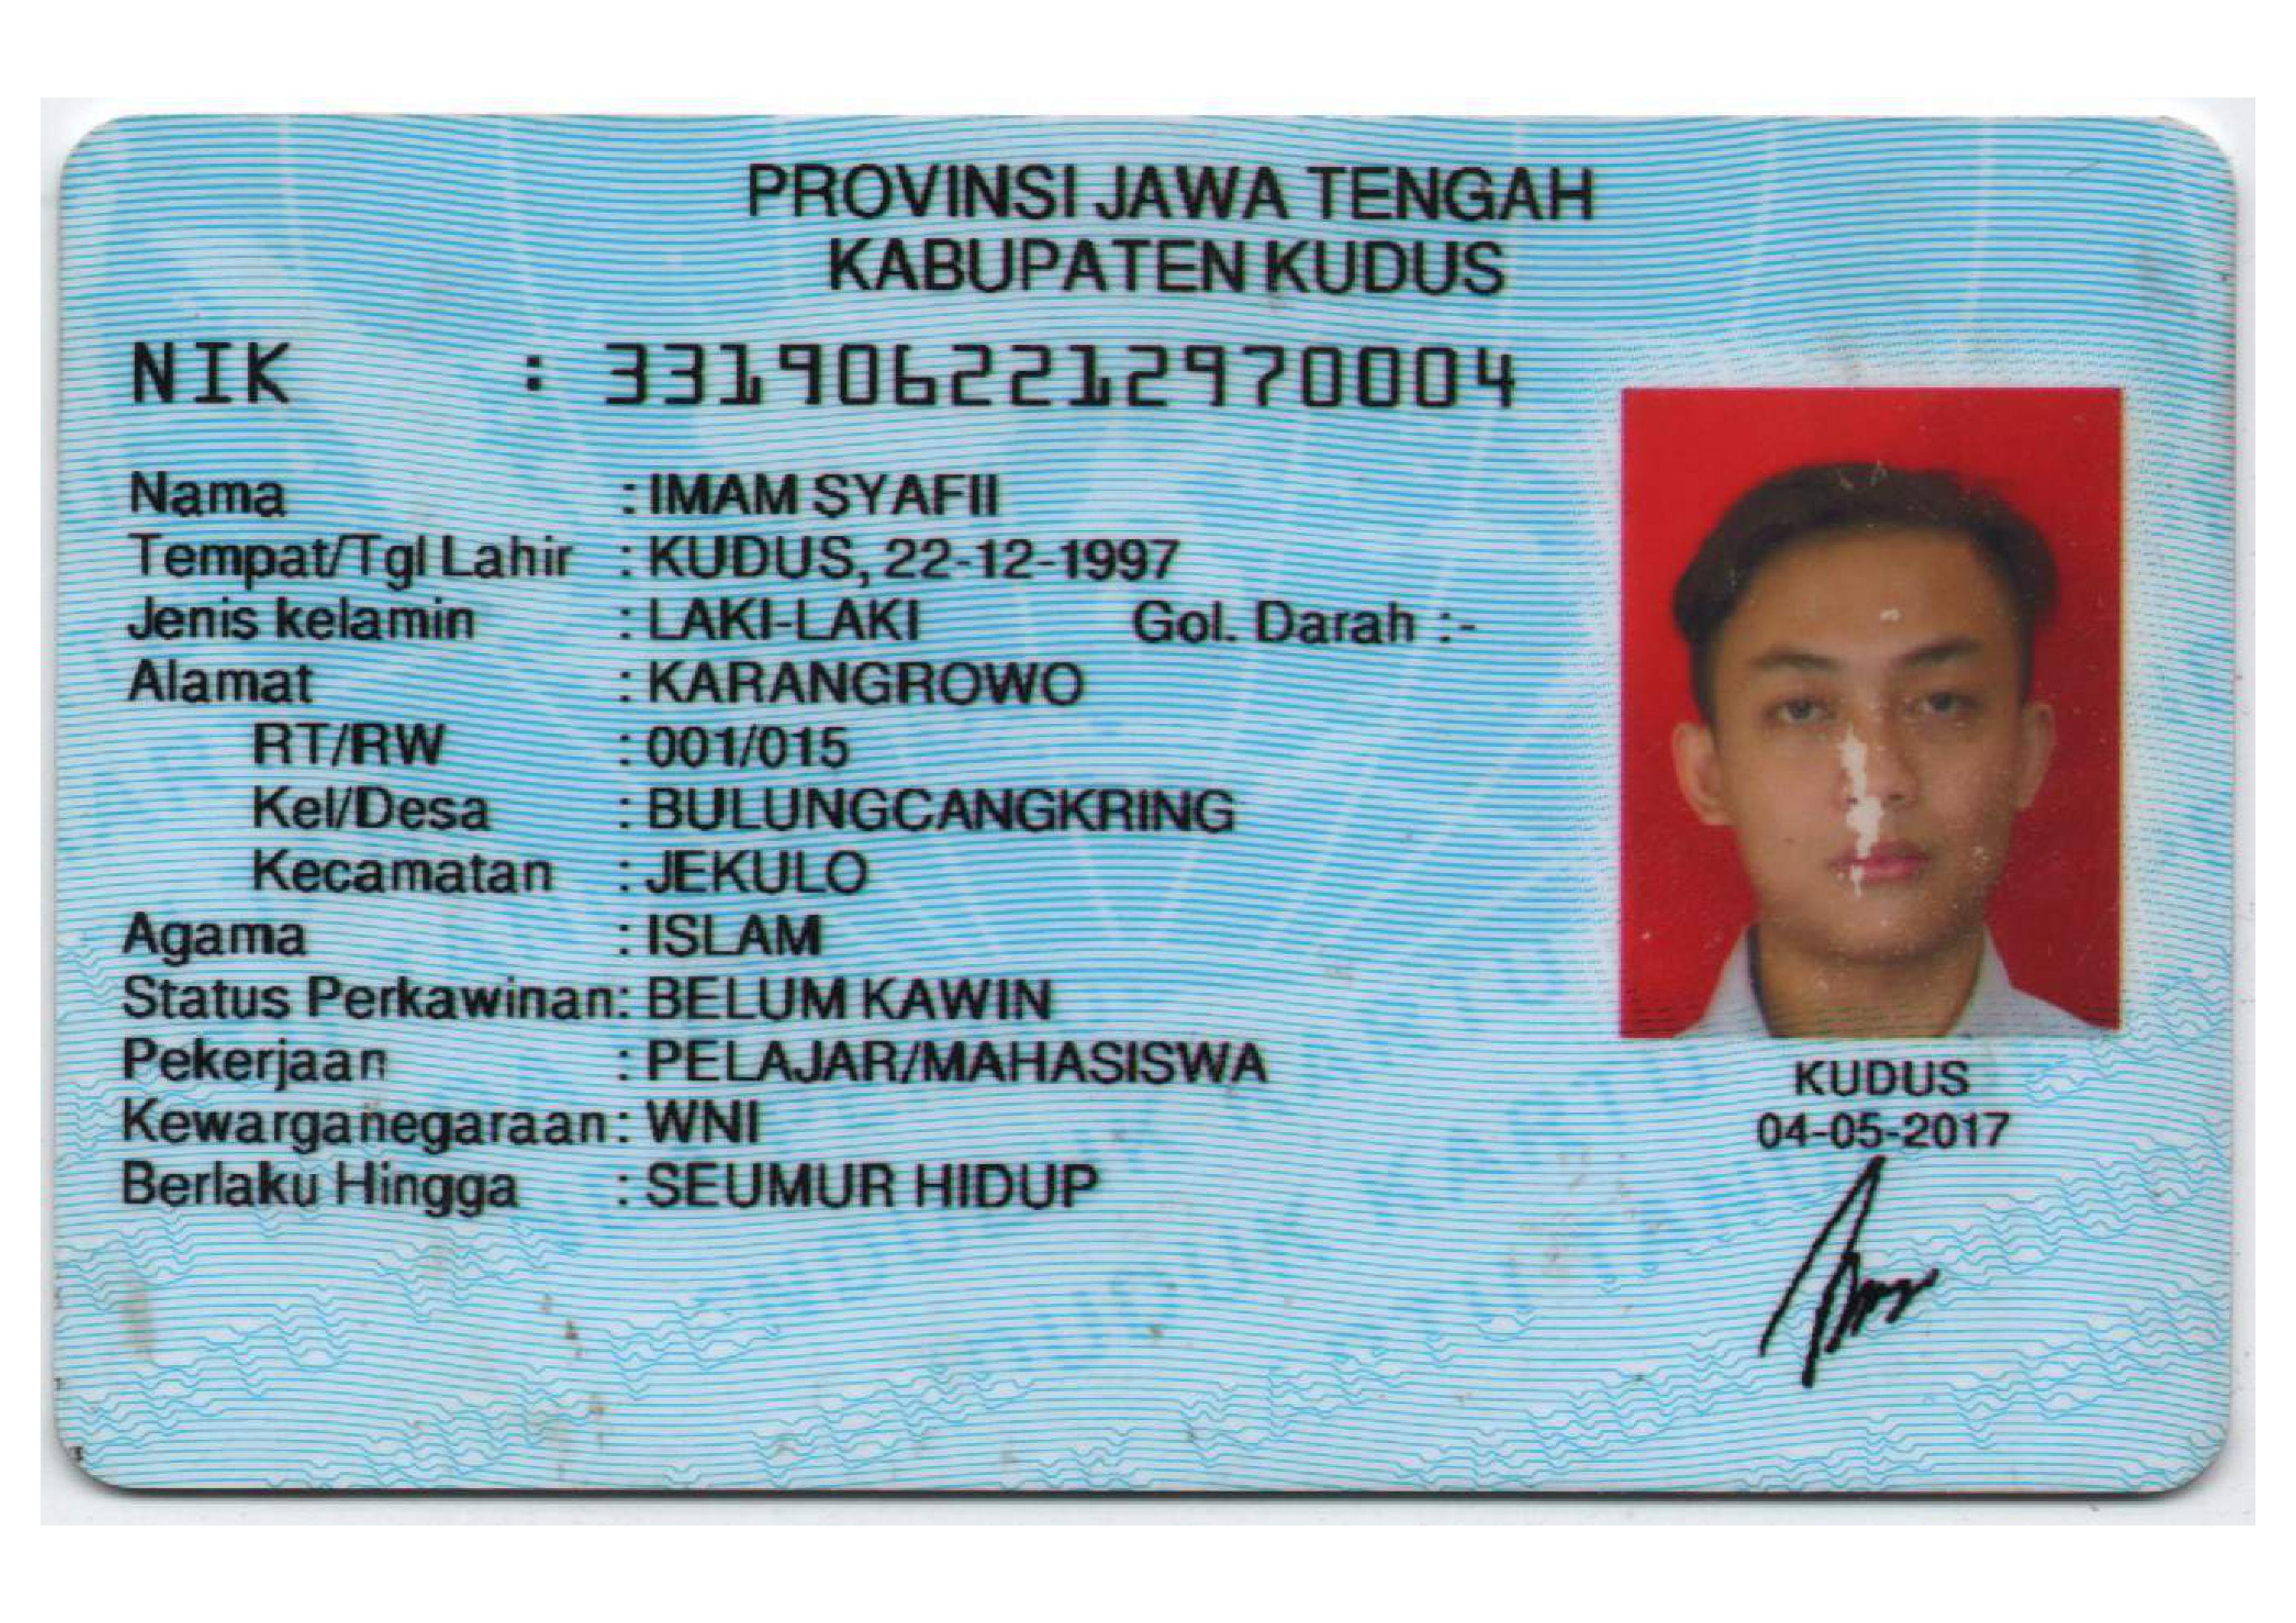 PROVINSI JAWA TENGAH
KABUPATEN KUDUS
NIK : 3319062212970004
Nama : IMAM SYAFII
Tempat/Tgl Lahir : KUDUS, 22-12-1997
Jenis kelamin : LAKI-LAKI Gol. Darah :-
Alamat : KARANGROWO
RT/RW : 001/015
Kel/Desa : BULUNGCANGKRING
Kecamatan : JEKULO
Agama : ISLAM
Status Perkawinan: BELUM KAWIN
Pekerjaan : PELAJAR/MAHASISWA
Kewarganegaraan: WNI
Berlaku Hingga : SEUMUR HIDUP
KUDUS
04-05-2017